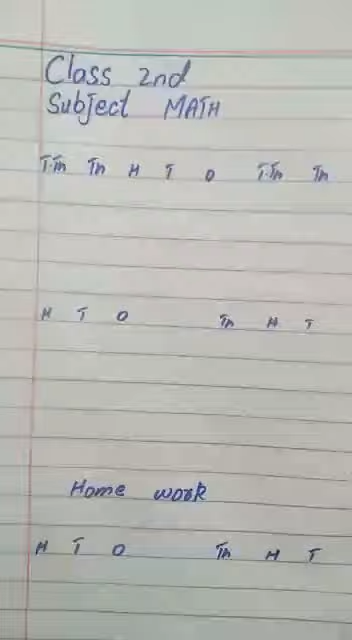 Class 2nd
Subject MATH
T.Th Th H T O T.Th Th
H T O Th H T
Home work
H T O Th H T